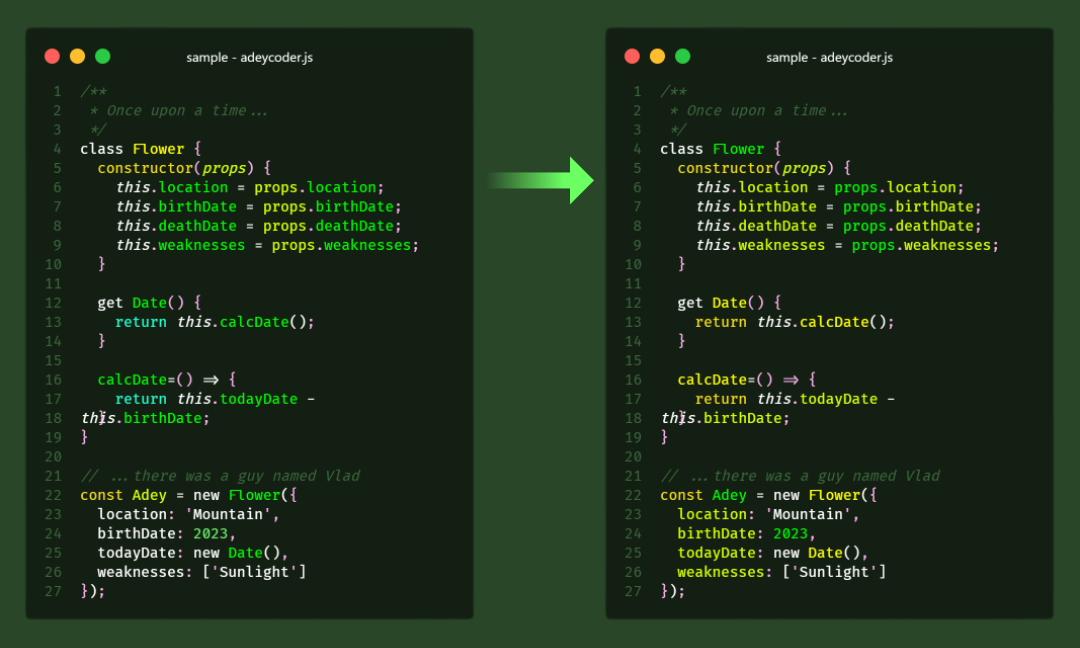 sample - adeycoder.js
1 /**
2  * Once upon a time...
3  */
4 class Flower {
5   constructor(props) {
6     this.location = props.location;
7     this.birthDate = props.birthDate;
8     this.deathDate = props.deathDate;
9     this.weaknesses = props.weaknesses;
10   }
11
12   get Date() {
13     return this.calcDate();
14   }
15
16   calcDate=() => {
17     return this.todayDate -
18 this.birthDate;
19 }
20
21 // ...there was a guy named Vlad
22 const Adey = new Flower({
23   location: 'Mountain',
24   birthDate: 2023,
25   todayDate: new Date(),
26   weaknesses: ['Sunlight']
27 });
sample - adeycoder.js
1 /**
2  * Once upon a time...
3  */
4 class Flower {
5   constructor(props) {
6     this.location = props.location;
7     this.birthDate = props.birthDate;
8     this.deathDate = props.deathDate;
9     this.weaknesses = props.weaknesses;
10   }
11
12   get Date() {
13     return this.calcDate();
14   }
15
16   calcDate=() => {
17     return this.todayDate -
18 this.birthDate;
19 }
20
21 // ...there was a guy named Vlad
22 const Adey = new Flower({
23   location: 'Mountain',
24   birthDate: 2023,
25   todayDate: new Date(),
26   weaknesses: ['Sunlight']
27 });